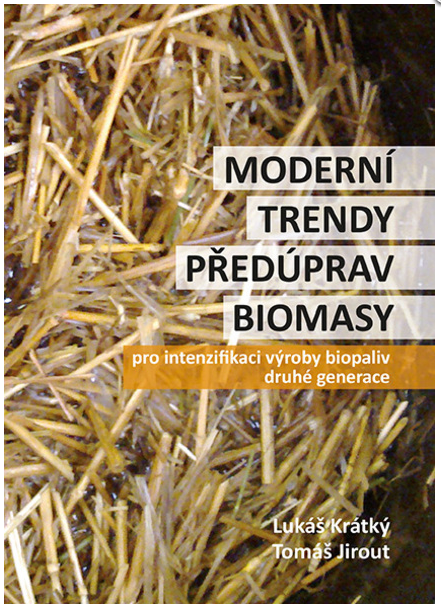 MODERNÍ
TRENDY
PŘEDÚPRAV
BIOMASY
pro intenzifikaci výroby biopaliv
druhé generace
Lukáš Krátký
Tomáš Jirout